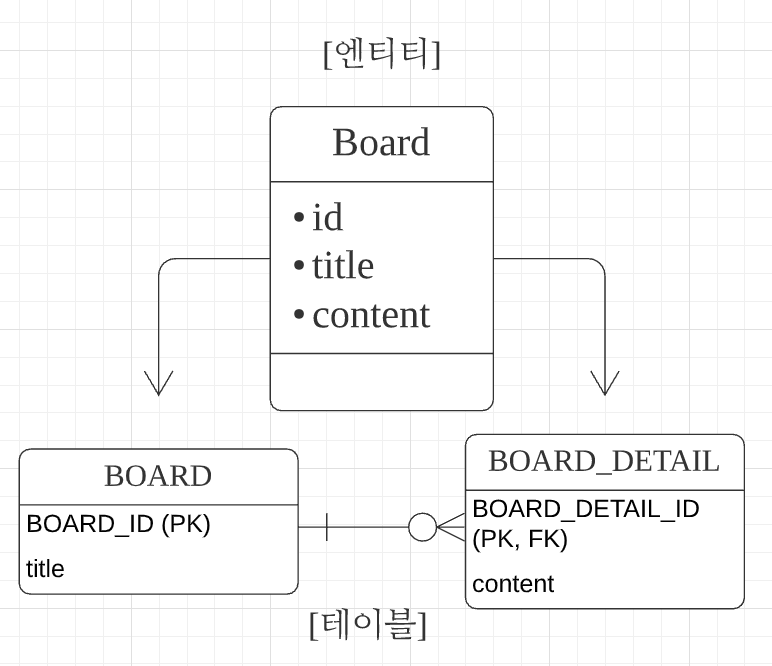 [엔티티]
Board
• id
• title
• content
BOARD
BOARD_ID (PK)
title
BOARD_DETAIL
BOARD_DETAIL_ID
(PK, FK)
content
[테이블]